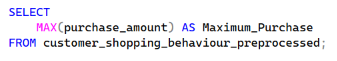 SELECT
MAX(purchase_amount) AS Maximum_Purchase
FROM customer_shopping_behaviour_preprocessed;